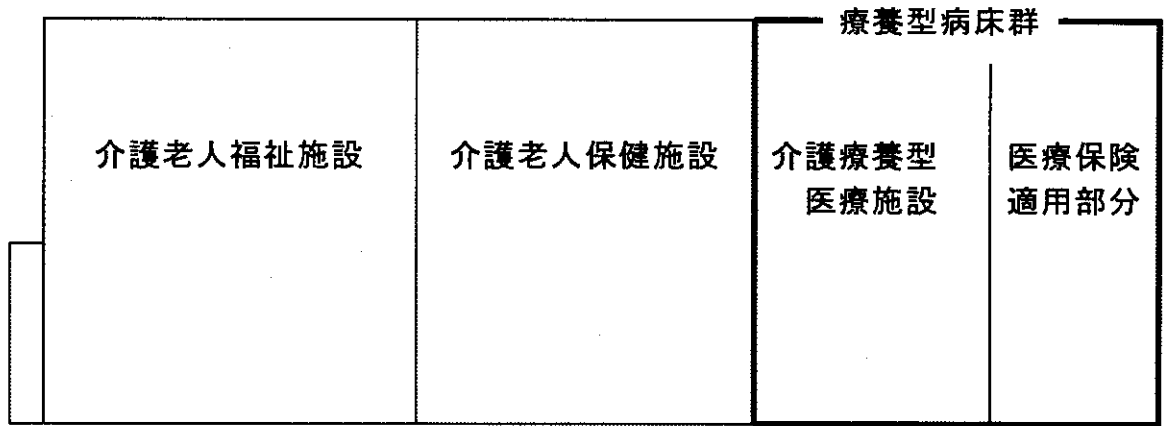 療養型病床群
介護老人福祉施設
介護老人保健施設
介護療養型
医療施設
医療保険
適用部分